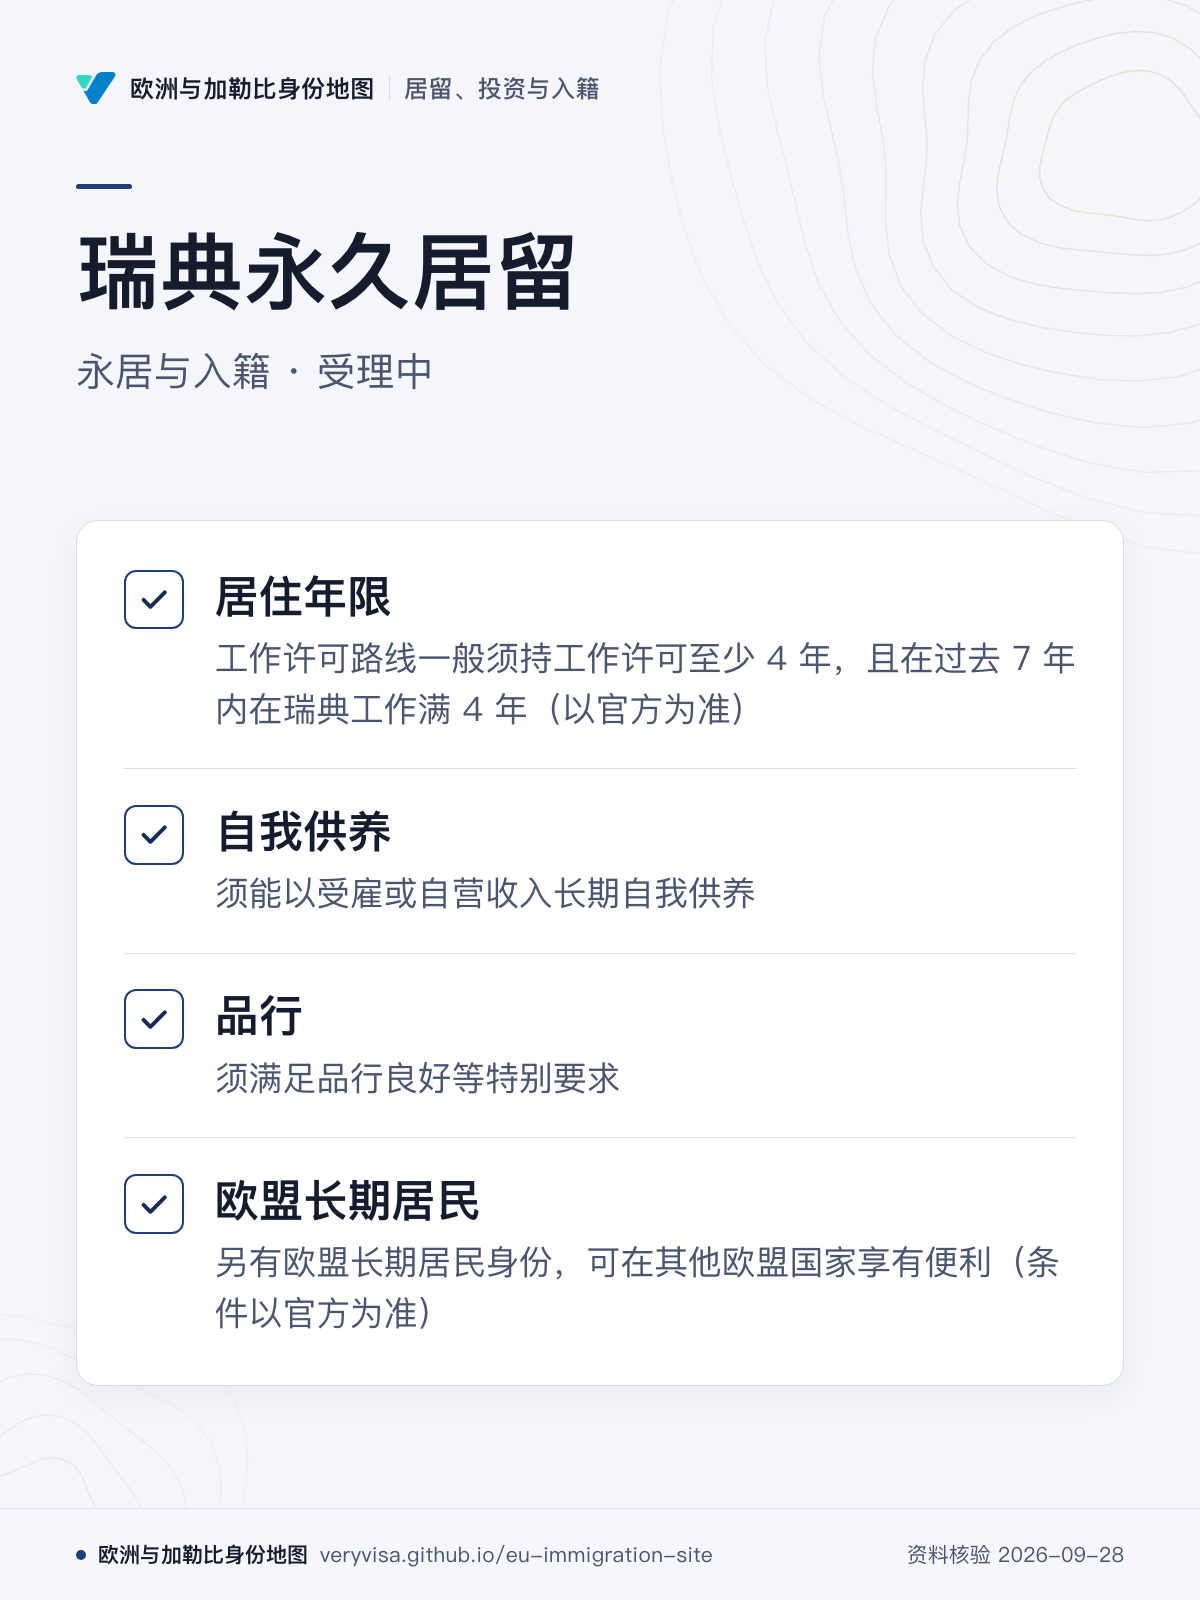 欧洲与加勒比身份地图 居留、投资与入籍
瑞典永久居留
永居与入籍 · 受理中
居住年限
工作许可路线一般须持工作许可至少 4 年，且在过去 7 年
内在瑞典工作满 4 年（以官方为准）
自我供养
须能以受雇或自营收入长期自我供养
品行
须满足品行良好等特别要求
欧盟长期居民
另有欧盟长期居民身份，可在其他欧盟国家享有便利（条
件以官方为准）
欧洲与加勒比身份地图 veryvisa.github.io/eu-immigration-site
资料核验 2026-09-28